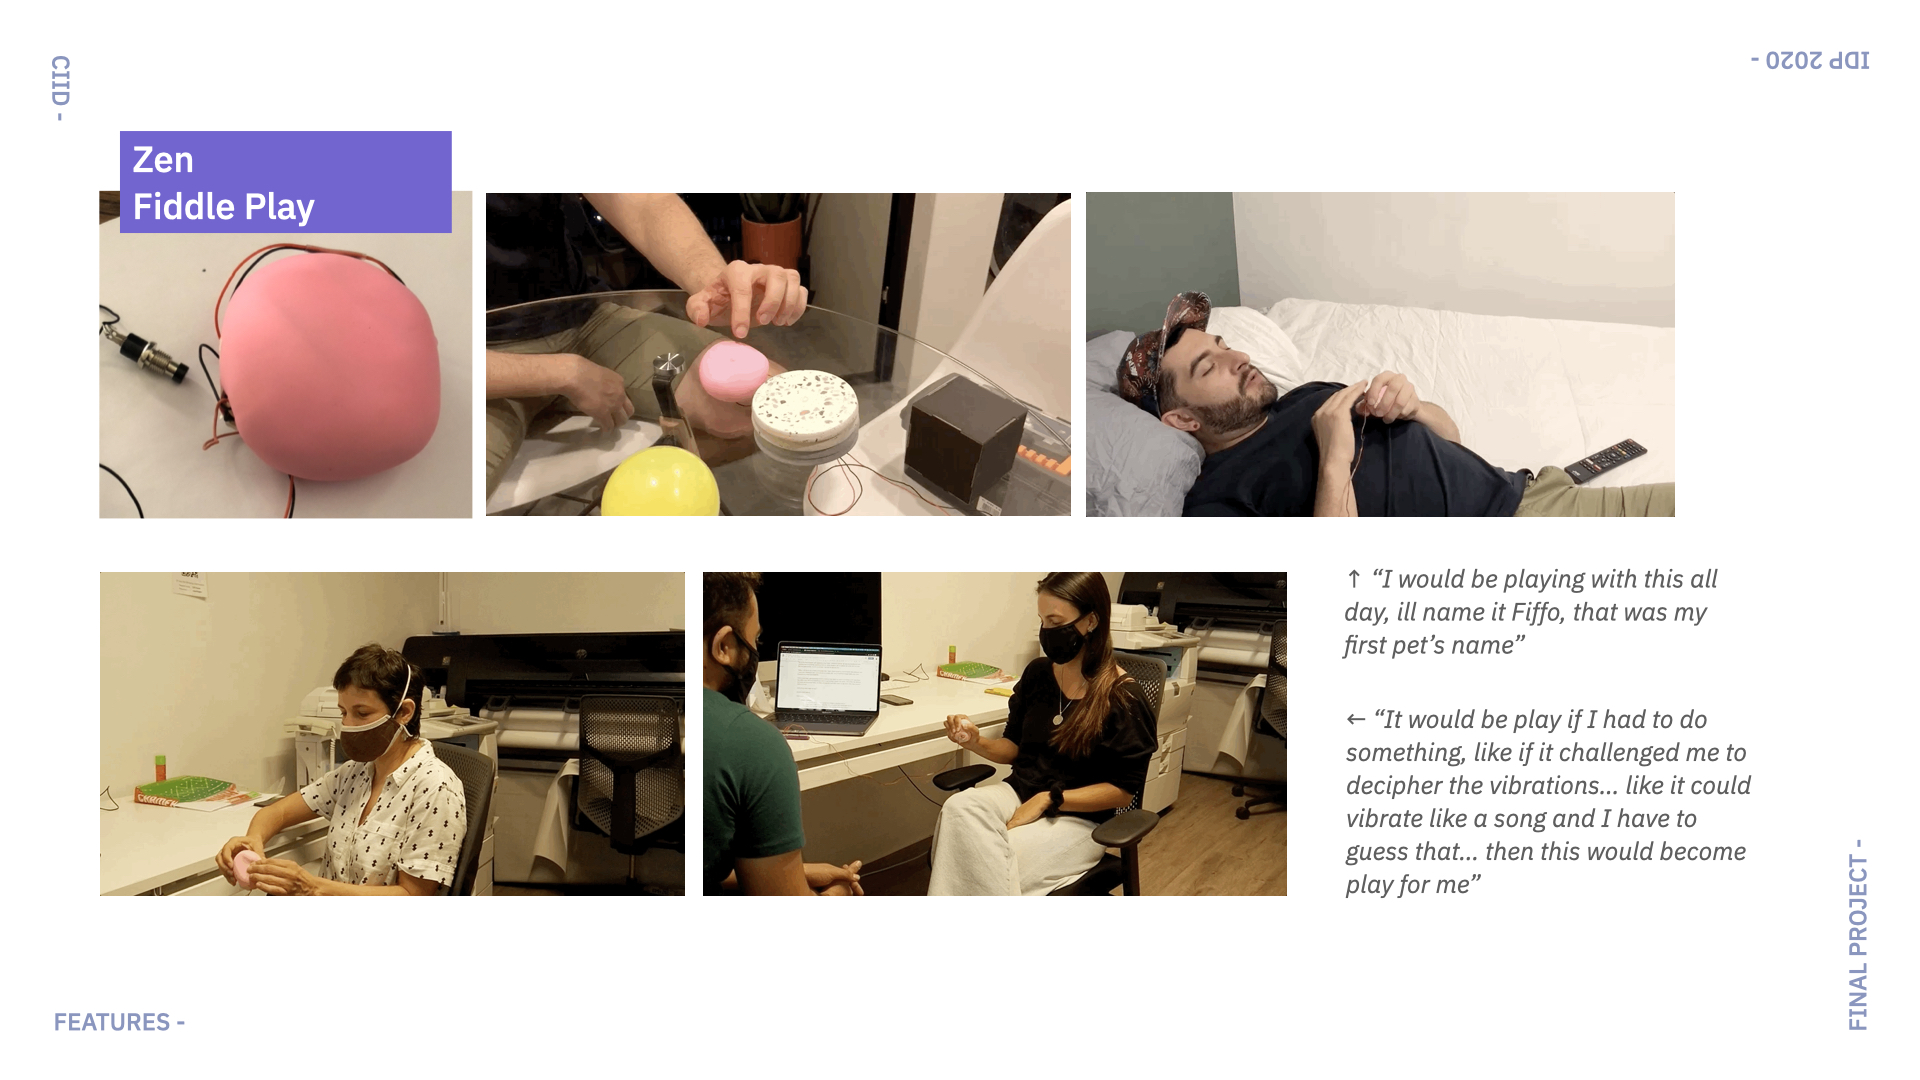 CIID -
IDP 2020 -
Zen
Fiddle Play
↑ “I would be playing with this all
day, ill name it Fiffo, that was my
first pet’s name”
← “It would be play if I had to do
something, like if it challenged me to
decipher the vibrations... like it could
vibrate like a song and I have to
guess that... then this would become
play for me”
FEATURES -
FINAL PROJECT -